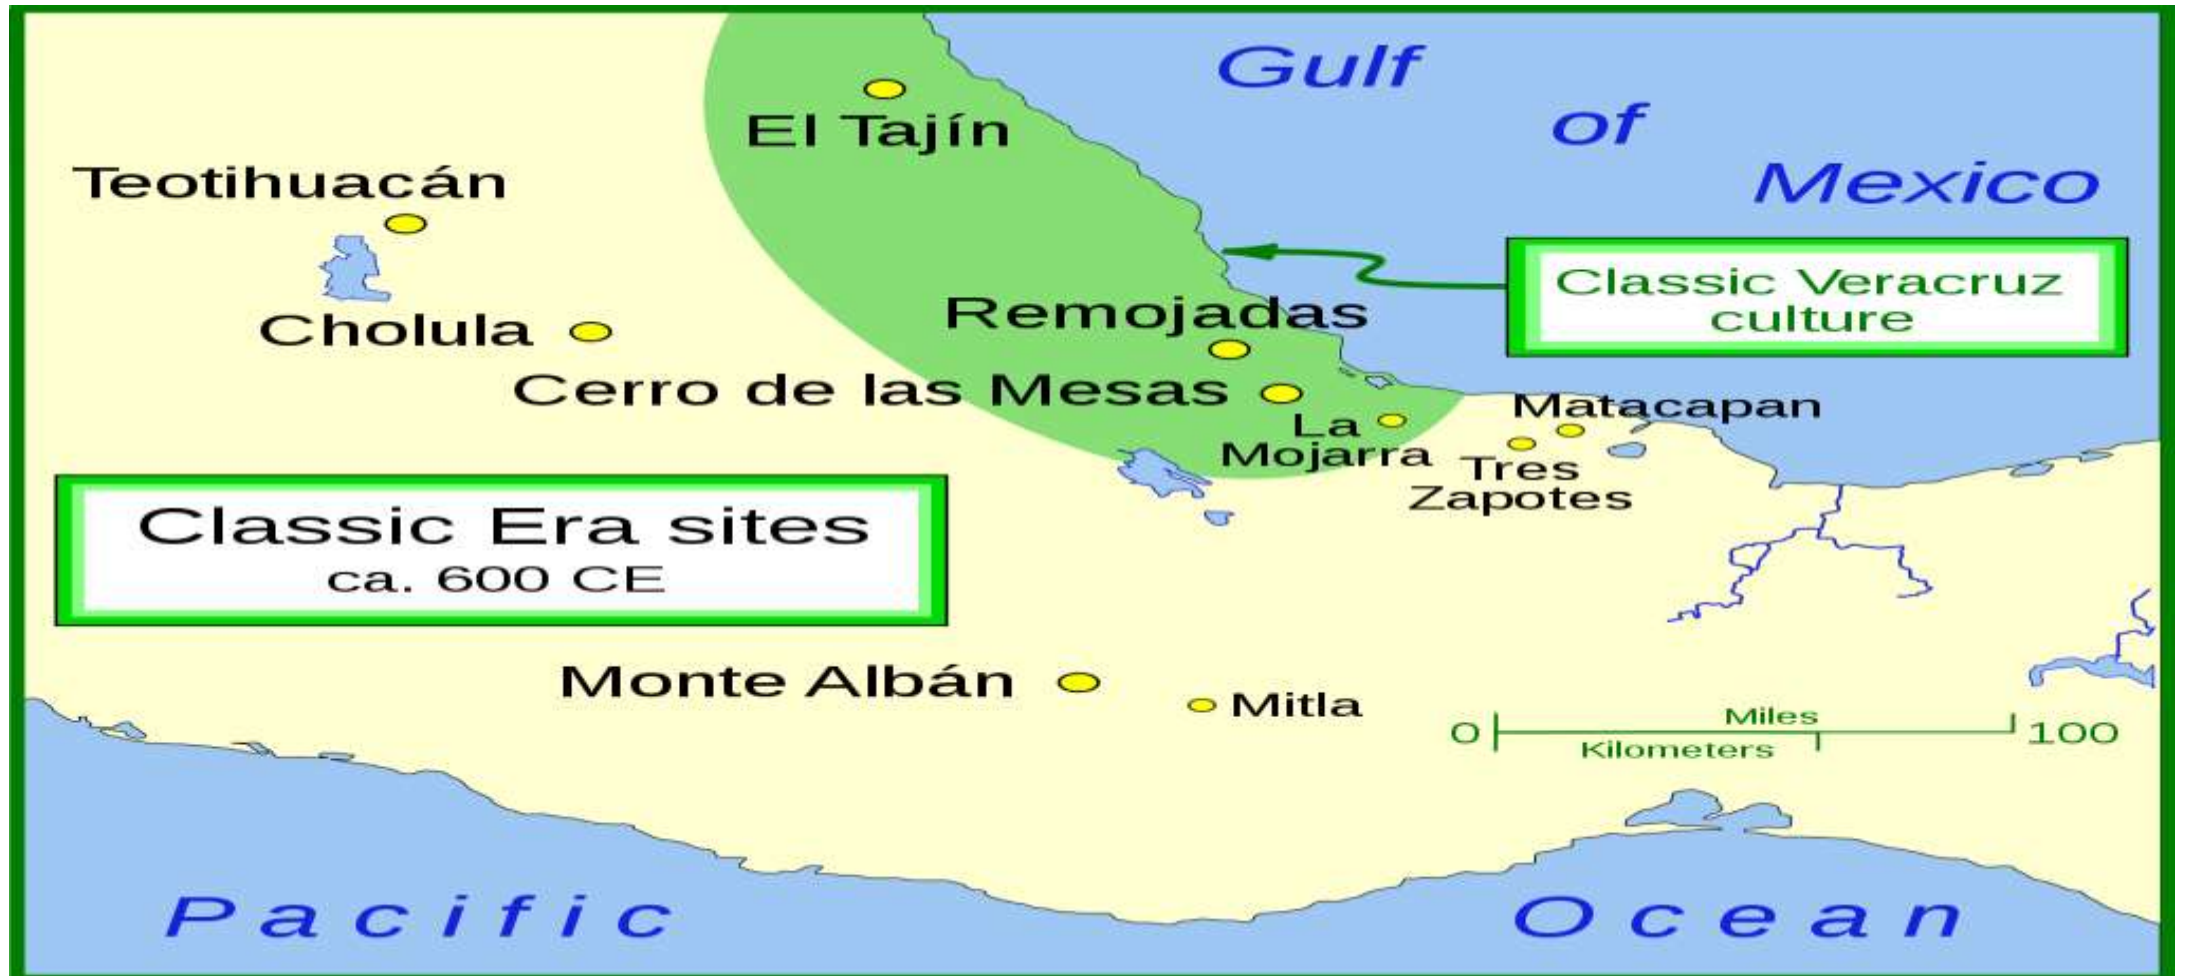 Gulf
of
Mexico
El Tajín
Teotihuacán
Classic Veracruz
culture
Remojadas
Cholula
Cerro de las Mesas
Matacapan
La
Mojarra
Tres
Zapotes
Classic Era sites
ca. 600 CE
Monte Albán
Mitla
Miles
0 100
Kilometers
Pacific Ocean